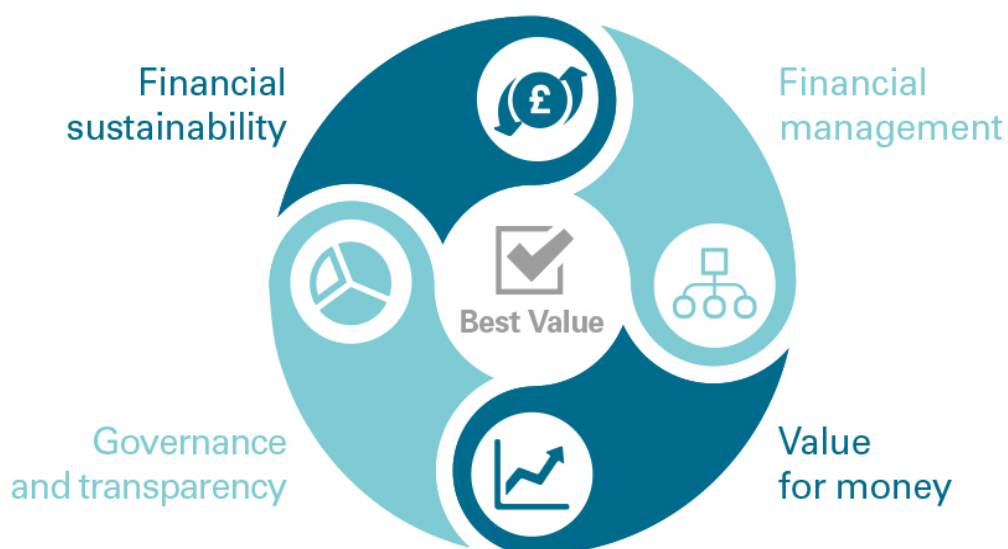 Financial
sustainability
£
Financial
management
Best Value
Governance
and transparency
Value
for money